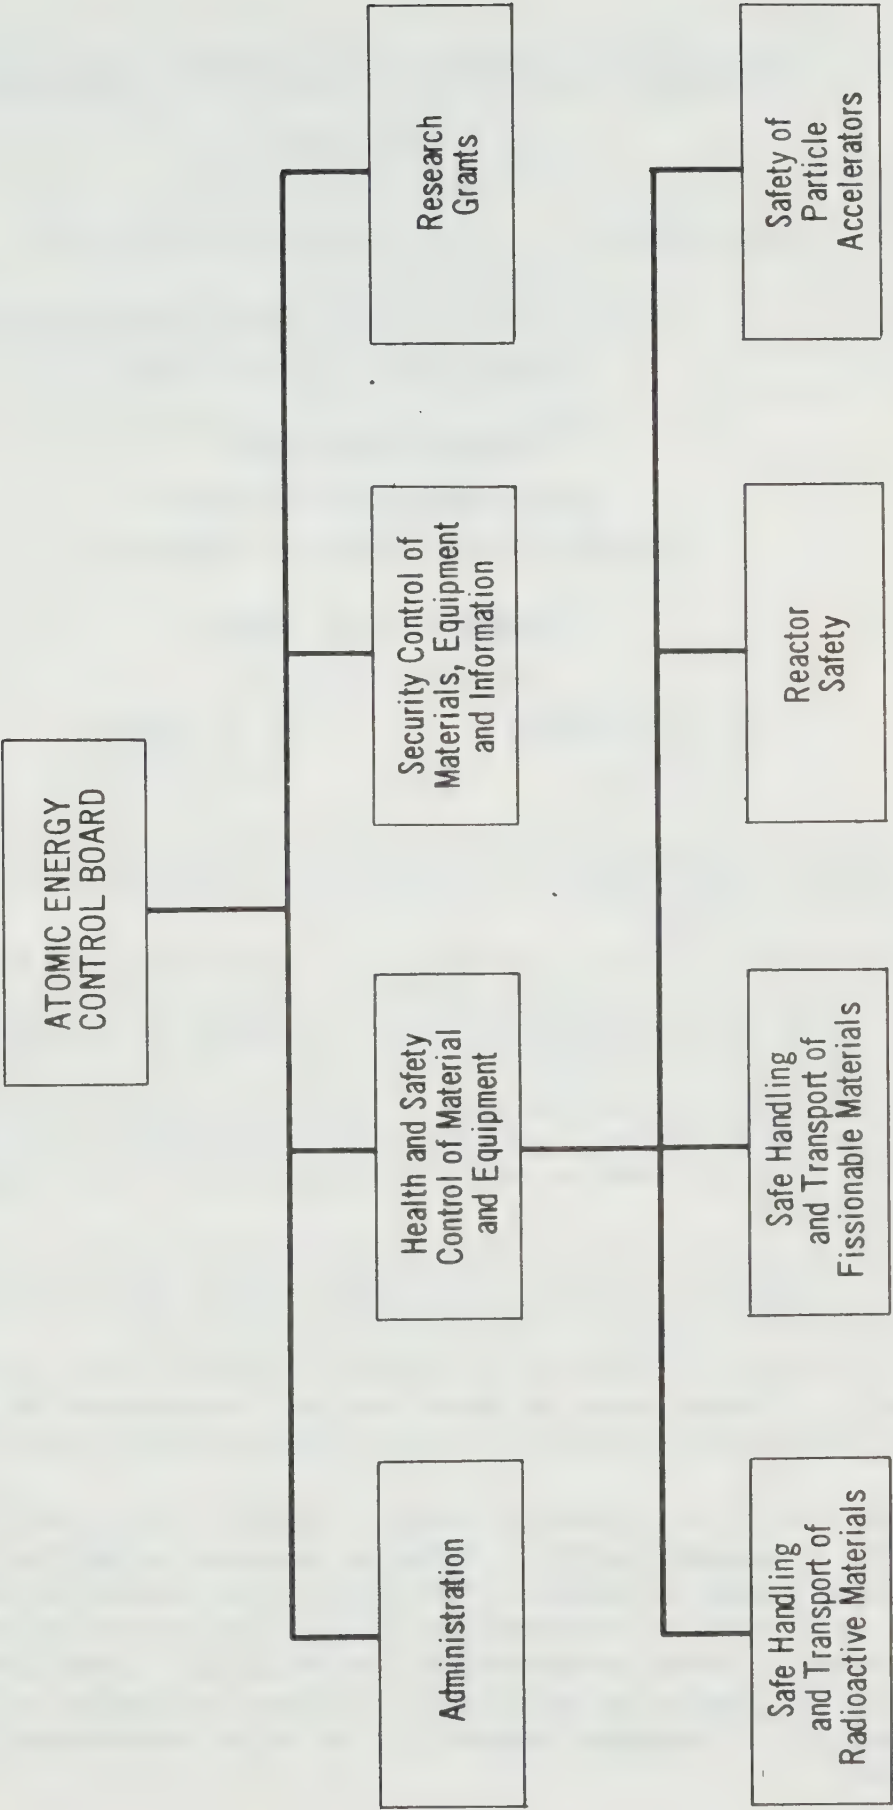 ATOMIC ENERGY
CONTROL BOARD
Administration
Health and Safety
Control of Material
and Equipment
Security Control of
Materials, Equipment
and Information
Research
Grants
Safe Handling
and Transport of
Radioactive Materials
Safe Handling
and Transport of
Fissionable Materials
Reactor
Safety
Safety of
Particle
Accelerators